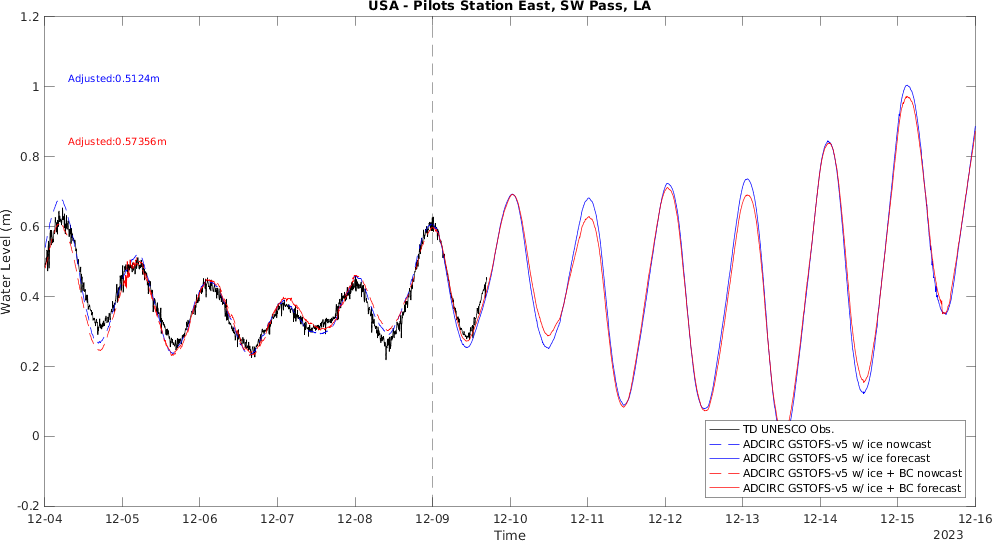 USA - Pilots Station East, SW Pass, LA
1.2
1
0.8
0.6
0.4
0.2
0
-0.2
Water Level (m)
Adjusted:0.5124m
Adjusted:0.57356m
TD UNESCO Obs.
ADCIRC GSTOFS-v5 w/ ice nowcast
ADCIRC GSTOFS-v5 w/ ice forecast
ADCIRC GSTOFS-v5 w/ ice + BC nowcast
ADCIRC GSTOFS-v5 w/ ice + BC forecast
12-04 12-05 12-06 12-07 12-08 12-09 12-10 12-11 12-12 12-13 12-14 12-15 12-16
Time
2023